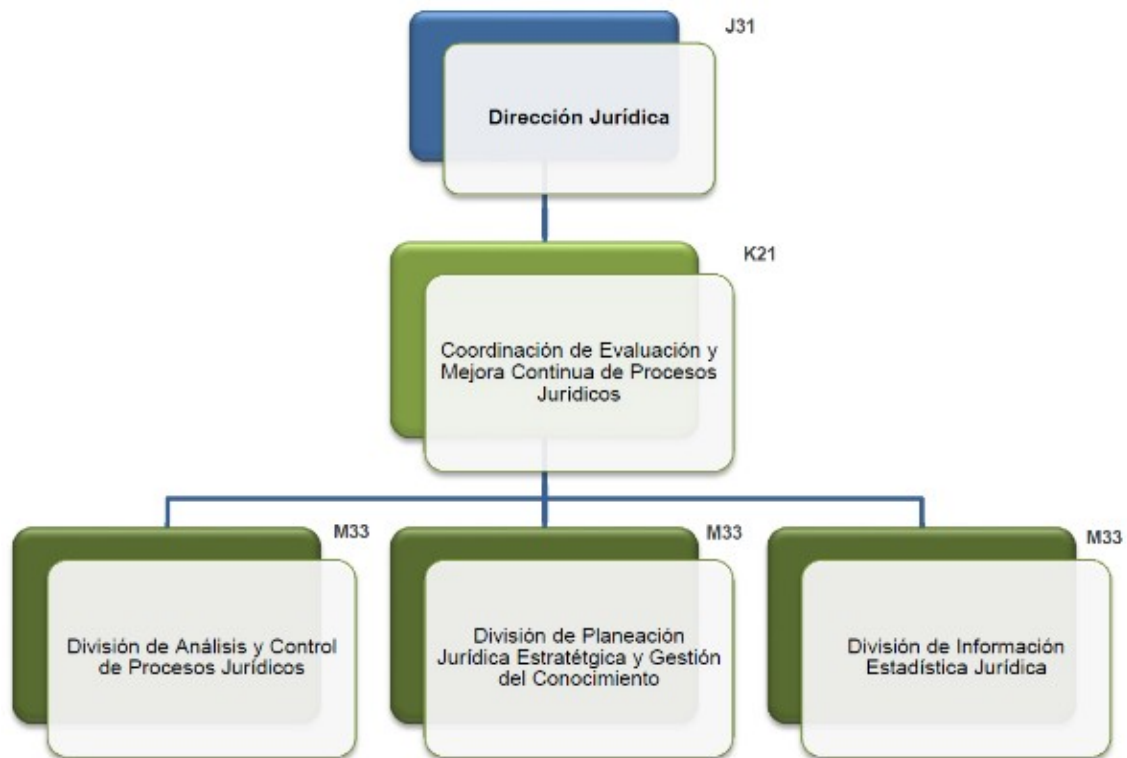 J31
Dirección Jurídica
K21
Coordinación de Evaluación y
Mejora Continua de Procesos
Jurídicos
M33
División de Análisis y Control
de Procesos Jurídicos
M33
División de Planeación
Jurídica Estratétgica y Gestión
del Conocimiento
M33
División de Información
Estadística Jurídica